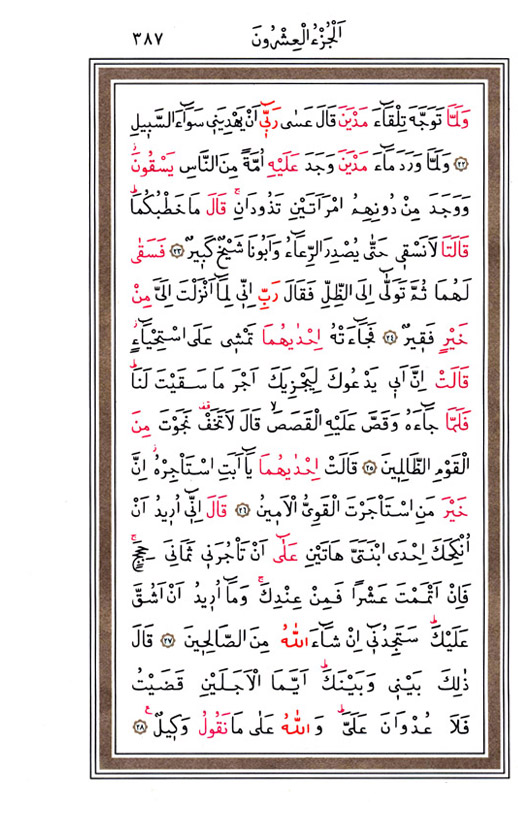 اَلْجُزْءُ الْعِشْرُونَ ٣٨٧
وَلَمَّا تَوَجَّهَ تِلْقَٓاءَ مَدْيَنَ قَالَ عَسٰى رَبّٖٓي اَنْ يَهْدِيَنٖي سَوَٓاءَ السَّبٖيلِ
﴿٢٢﴾ وَلَمَّا وَرَدَ مَٓاءَ مَدْيَنَ وَجَدَ عَلَيْهِ اُمَّةً مِنَ النَّاسِ يَسْقُونَۘ
وَوَجَدَ مِنْ دُونِهِمُ امْرَاَتَيْنِ تَذُودَانِۚ قَالَ مَا خَطْبُكُمَاۜ
قَالَتَا لَا نَسْقٖي حَتّٰى يُصْدِرَ الرِّعَٓاءُ وَاَبُونَا شَيْخٌ كَبٖيرٌ ﴿٢٣﴾ فَسَقٰى
لَهُمَا ثُمَّ تَوَلّٰٓى اِلَى الظِّلِّ فَقَالَ رَبِّ اِنّٖي لِمَٓا اَنْزَلْتَ اِلَيَّ مِنْ
خَيْرٍ فَقٖيرٌ ﴿٢٤﴾ فَجَٓاءَتْهُ اِحْدٰيهُمَا تَمْشٖي عَلَى اسْتِحْيَٓاءٍۘ
قَالَتْ اِنَّ اَبٖي يَدْعُوكَ لِيَجْزِيَكَ اَجْرَ مَا سَقَيْتَ لَنَاۜ
فَلَمَّا جَٓاءَهُ وَقَصَّ عَلَيْهِ الْقَصَصَۙ قَالَ لَا تَخَفْ۠ نَجَوْتَ مِنَ
الْقَوْمِ الظَّالِمٖينَ ﴿٢٥﴾ قَالَتْ اِحْدٰيهُمَا يَٓا اَبَتِ اسْتَأْجِرْهُۘ اِنَّ
خَيْرَ مَنِ اسْتَأْجَرْتَ الْقَوِيُّ الْاَمٖينُ ﴿٢٦﴾ قَالَ اِنّٖٓي اُرٖيدُ اَنْ
اُنْكِحَكَ اِحْدَى ابْنَتَيَّ هَاتَيْنِ عَلٰٓى اَنْ تَأْجُرَنٖي ثَمَانِيَ حِجَجٍۚ
فَاِنْ اَتْمَمْتَ عَشْرًا فَمِنْ عِنْدِكَۚ وَمَٓا اُرٖيدُ اَنْ اَشُقَّ
عَلَيْكَۜ سَتَجِدُنٖٓي اِنْ شَٓاءَ اللّٰهُ مِنَ الصَّالِحٖينَ ﴿٢٧﴾ قَالَ
ذٰلِكَ بَيْنٖي وَبَيْنَكَۜ اَيَّمَا الْاَجَلَيْنِ قَضَيْتُ
فَلَا عُدْوَانَ عَلَيَّۜ وَاللّٰهُ عَلٰى مَا نَقُولُ وَكٖيلٌ۟ ﴿٢٨﴾